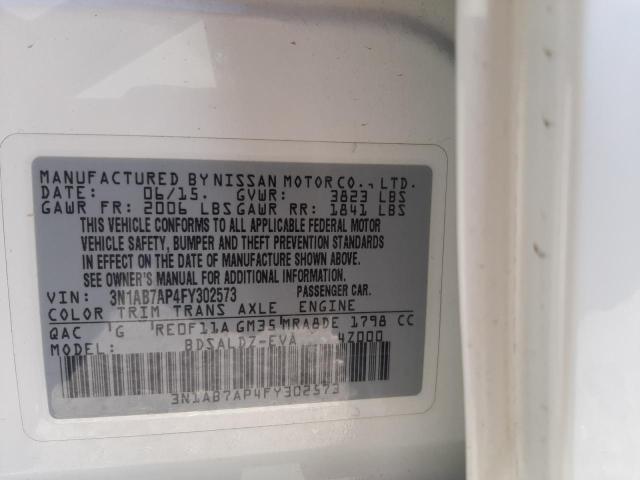 MANUFACTURED BY NISSAN MOTOR CO., LTD.
DATE: 06/15. GVWR: 3823 LBS
GAWR FR: 2006 LBS GAWR RR: 1841 LBS
THIS VEHICLE CONFORMS TO ALL APPLICABLE FEDERAL MOTOR
VEHICLE SAFETY, BUMPER AND THEFT PREVENTION STANDARDS
IN EFFECT ON THE DATE OF MANUFACTURE SHOWN ABOVE.
SEE OWNER'S MANUAL FOR ADDITIONAL INFORMATION.
VIN: 3N1AB7AP4FY302573 PASSENGER CAR.
COLOR TRIM TRANS AXLE ENGINE
QAC G RE0F11A GM35 MRA8DE 1798 CC
MODEL: BDSALDZ-EVA 4Z000
3N1AB7AP4FY302573